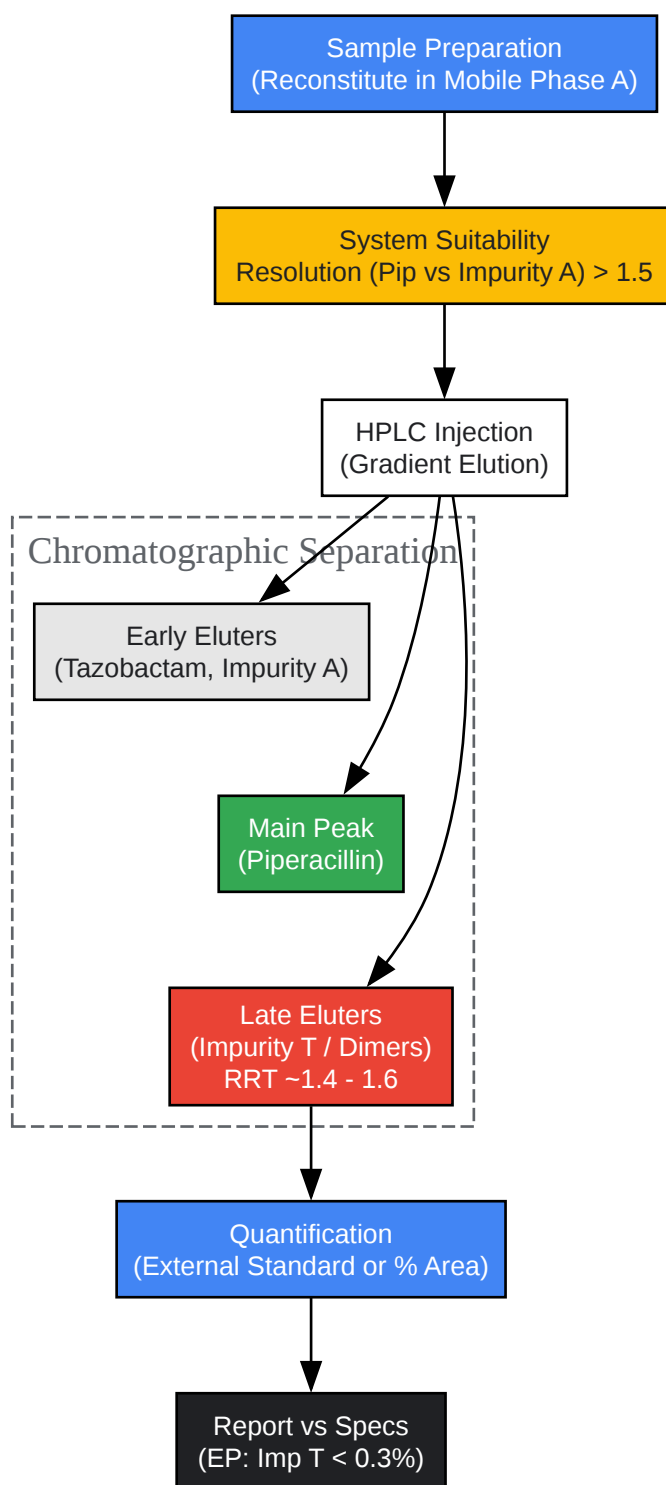 Sample Preparation
(Reconstitute in Mobile Phase A)
System Suitability
Resolution (Pip vs Impurity A) > 1.5
HPLC Injection
(Gradient Elution)
Chromatographic Separation
Early Eluters
(Tazobactam, Impurity A)
Main Peak
(Piperacillin)
Late Eluters
(Impurity T / Dimers)
RRT ~1.4 - 1.6
Quantification
(External Standard or % Area)
Report vs Specs
(EP: Imp T < 0.3%)